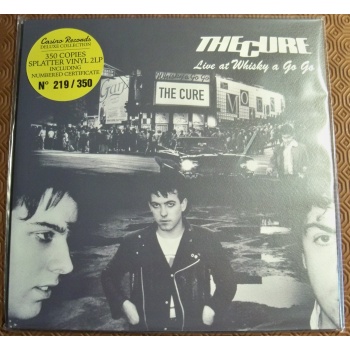 Casino Records
DELUXE COLLECTION
350 COPIES
SPLATTER VINYL 2LP
INCLUDING
NUMBERED CERTIFICATE
Nº 219 / 350
THE CURE
Live at Whisky a Go Go
THE CURE